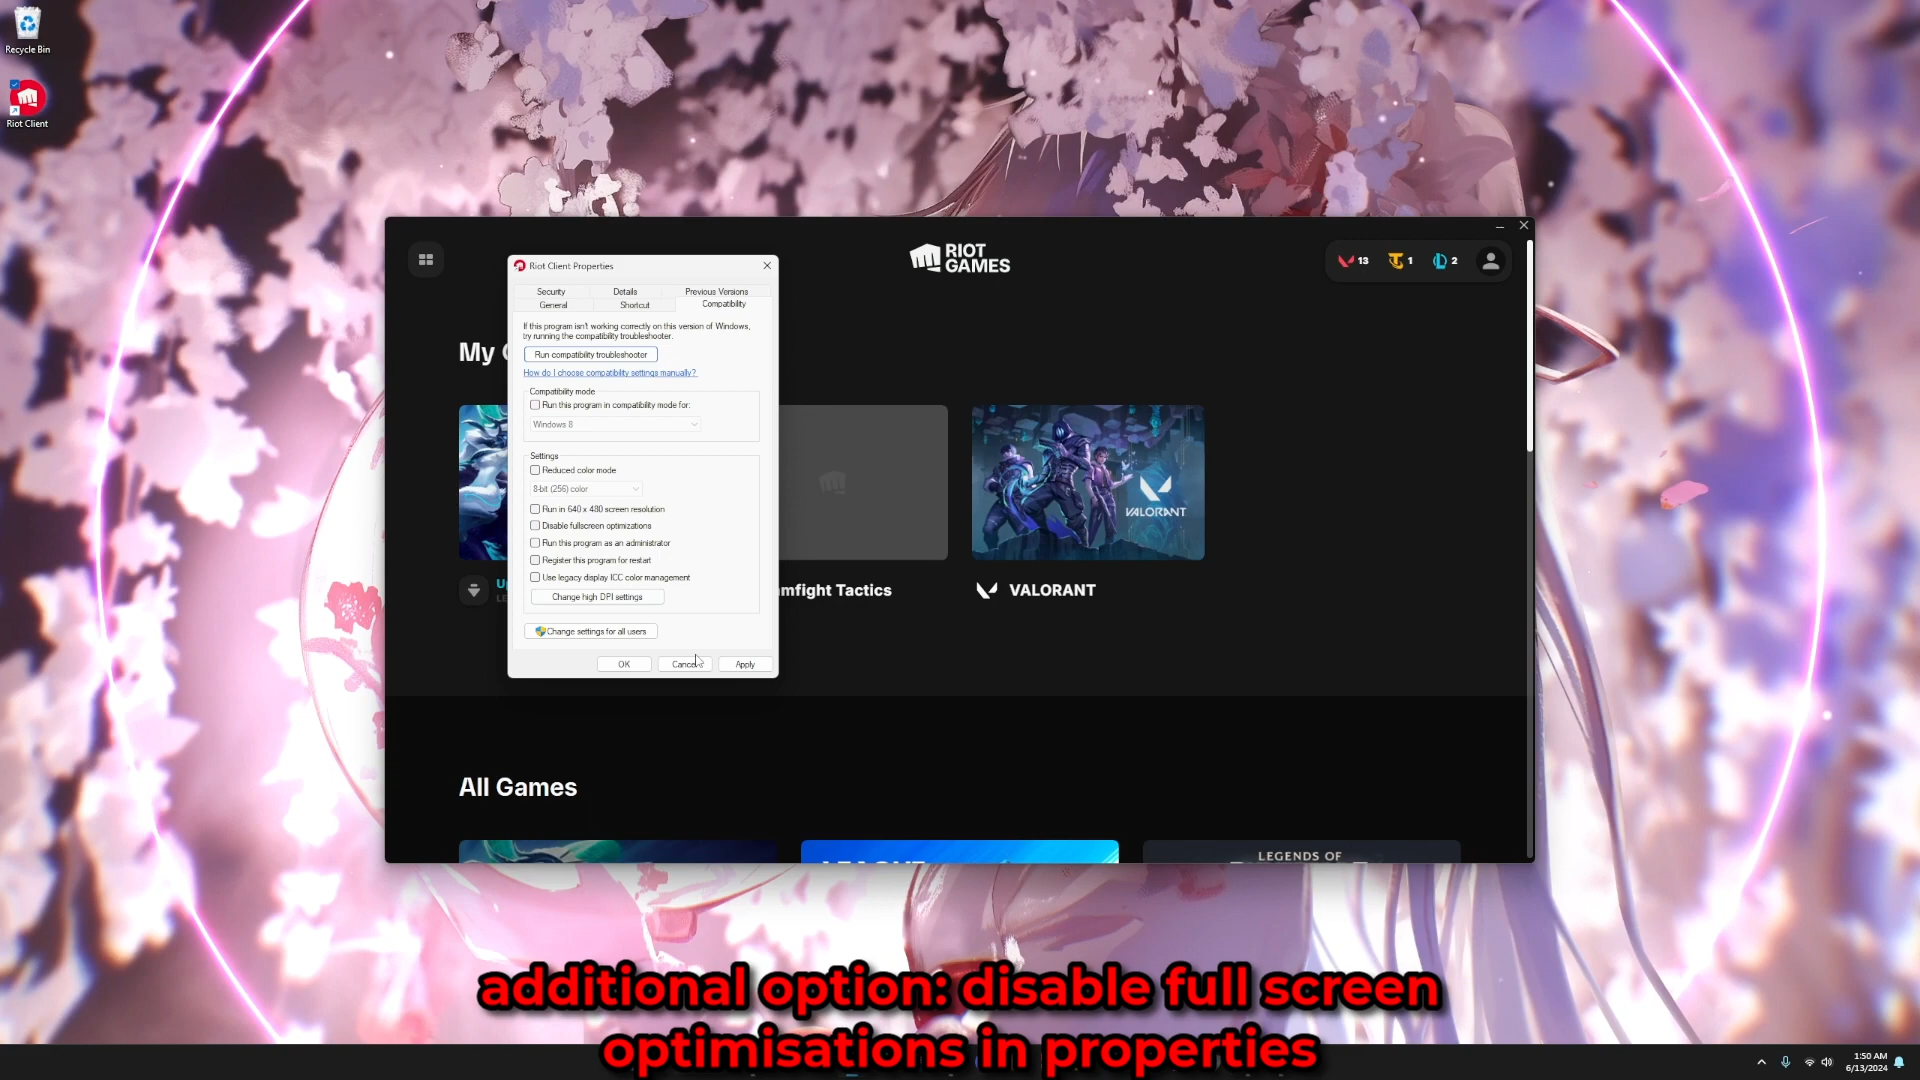 Recycle Bin
Riot Client
RIOT
GAMES
13
1
2
Riot Client Properties
Security
Details
Previous Versions
General
Shortcut
Compatibility
If this program isn't working correctly on this version of Windows,
try running the compatibility troubleshooter.
Run compatibility troubleshooter
How do I choose compatibility settings manually?
Compatibility mode
Run this program in compatibility mode for:
Windows 8
Settings
Reduced color mode
8-bit (256) color
Run in 640 x 480 screen resolution
Disable fullscreen optimizations
Run this program as an administrator
Register this program for restart
Use legacy display ICC color management
Change high DPI settings
Change settings for all users
OK
Cancel
Apply
My
VALORANT
mfight Tactics
VALORANT
All Games
LEGENDS OF
additional option: disable full screen
optimisations in properties
1:50 AM
6/13/2024